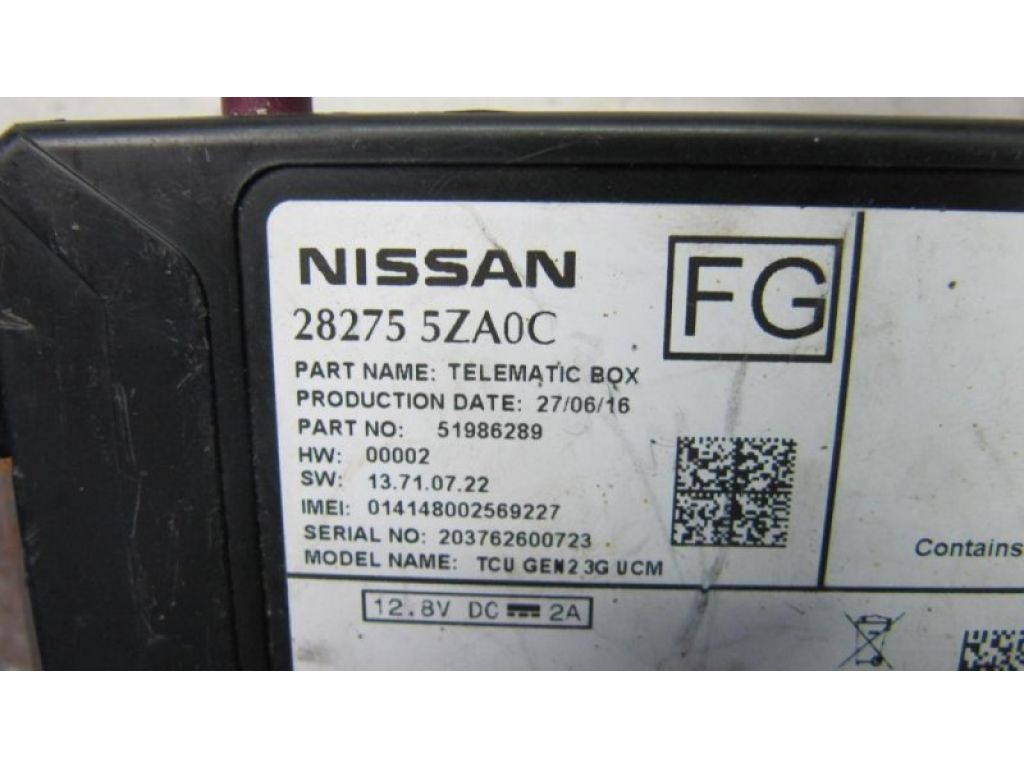 NISSAN
FG
28275 5ZA0C
PART NAME: TELEMATIC BOX
PRODUCTION DATE: 27/06/16
PART NO: 51986289
HW: 00002
SW: 13.71.07.22
IMEI: 014148002569227
SERIAL NO: 203762600723
MODEL NAME: TCU GEN2 3G UCM
Contains
12.8V DC 2A